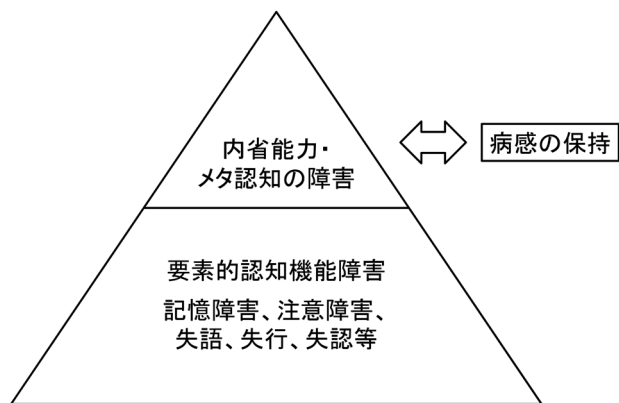 内省能力・
メタ認知の障害
病感の保持
要素的認知機能障害
記憶障害、注意障害、
失語、失行、失認等